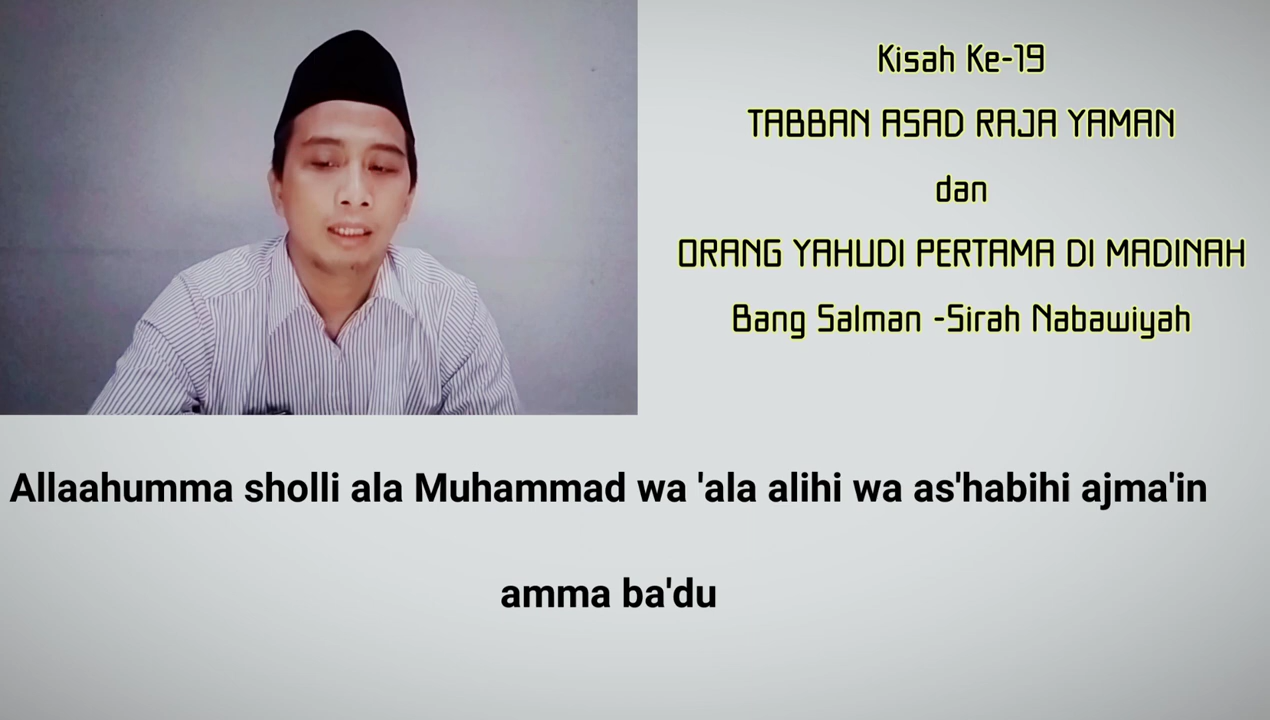 Kisah Ke-19
TABBAN ASAD RAJA YAMAN
dan
ORANG YAHUDI PERTAMA DI MADINAH
Bang Salman -Sirah Nabawiyah
Allaahumma sholli ala Muhammad wa 'ala alihi wa as'habihi ajma'in
amma ba'du